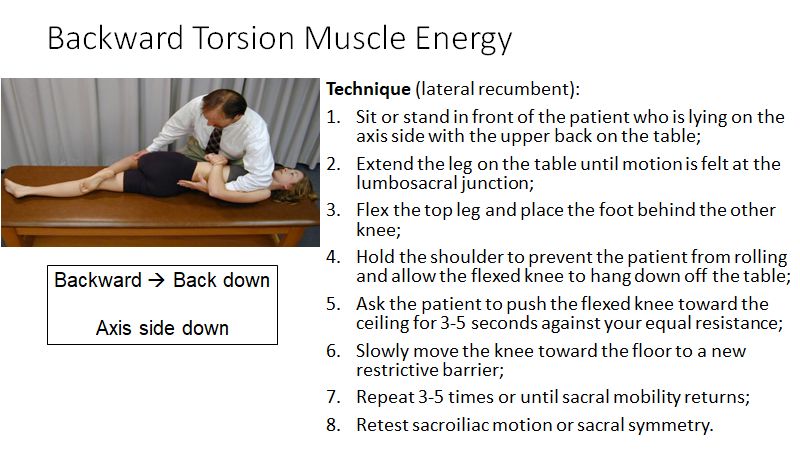 Backward Torsion Muscle Energy
Technique (lateral recumbent):
1. Sit or stand in front of the patient who is lying on the
axis side with the upper back on the table;
2. Extend the leg on the table until motion is felt at the
lumbosacral junction;
3. Flex the top leg and place the foot behind the other
knee;
4. Hold the shoulder to prevent the patient from rolling
and allow the flexed knee to hang down off the table;
5. Ask the patient to push the flexed knee toward the
ceiling for 3-5 seconds against your equal resistance;
6. Slowly move the knee toward the floor to a new
restrictive barrier;
7. Repeat 3-5 times or until sacral mobility returns;
8. Retest sacroiliac motion or sacral symmetry.
Backward → Back down
Axis side down